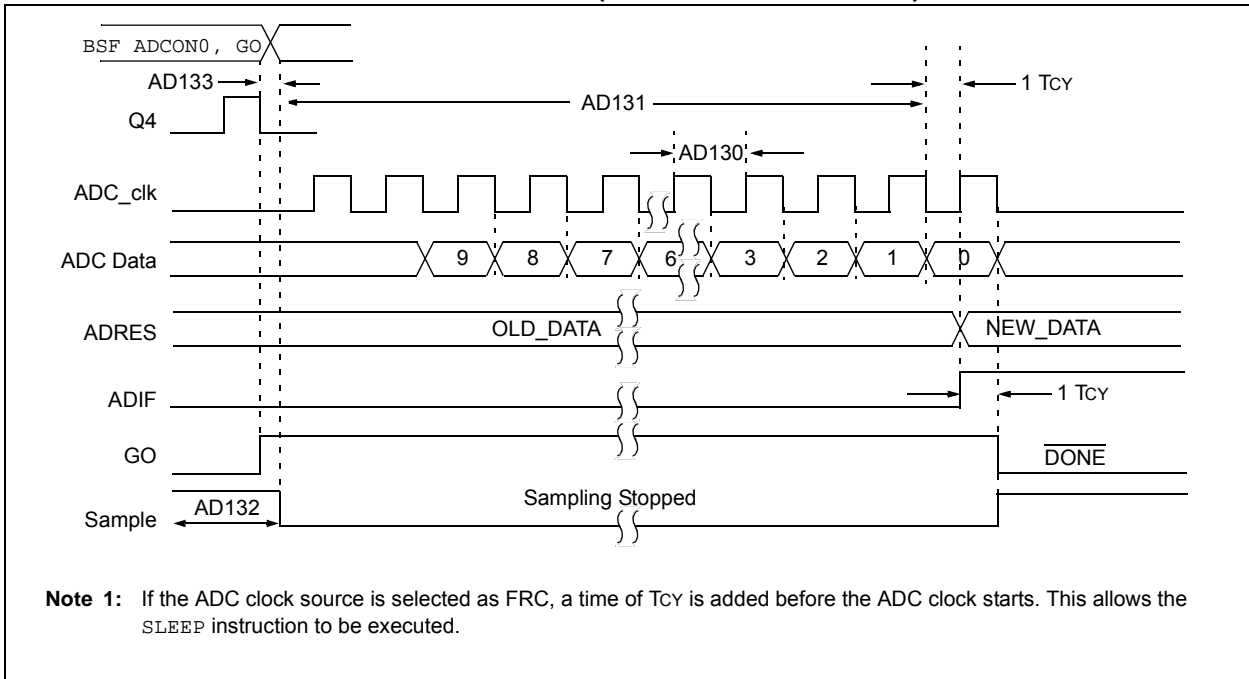 BSF ADCON0, GO
AD133
1 TCY
AD131
Q4
AD130
ADC_clk
ADC Data
9 8 7 6 3 2 1 0
ADRES
OLD_DATA
NEW_DATA
ADIF
1 TCY
GO
DONE
Sampling Stopped
AD132
Sample
Note 1: If the ADC clock source is selected as FRC, a time of TCY is added before the ADC clock starts. This allows the
SLEEP instruction to be executed.